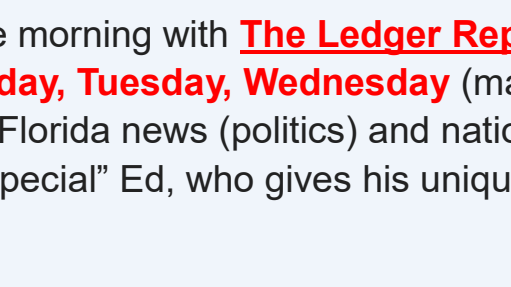 e morning with The Ledger Rep
day, Tuesday, Wednesday (ma
Florida news (politics) and natio
pecial” Ed, who gives his uniqu